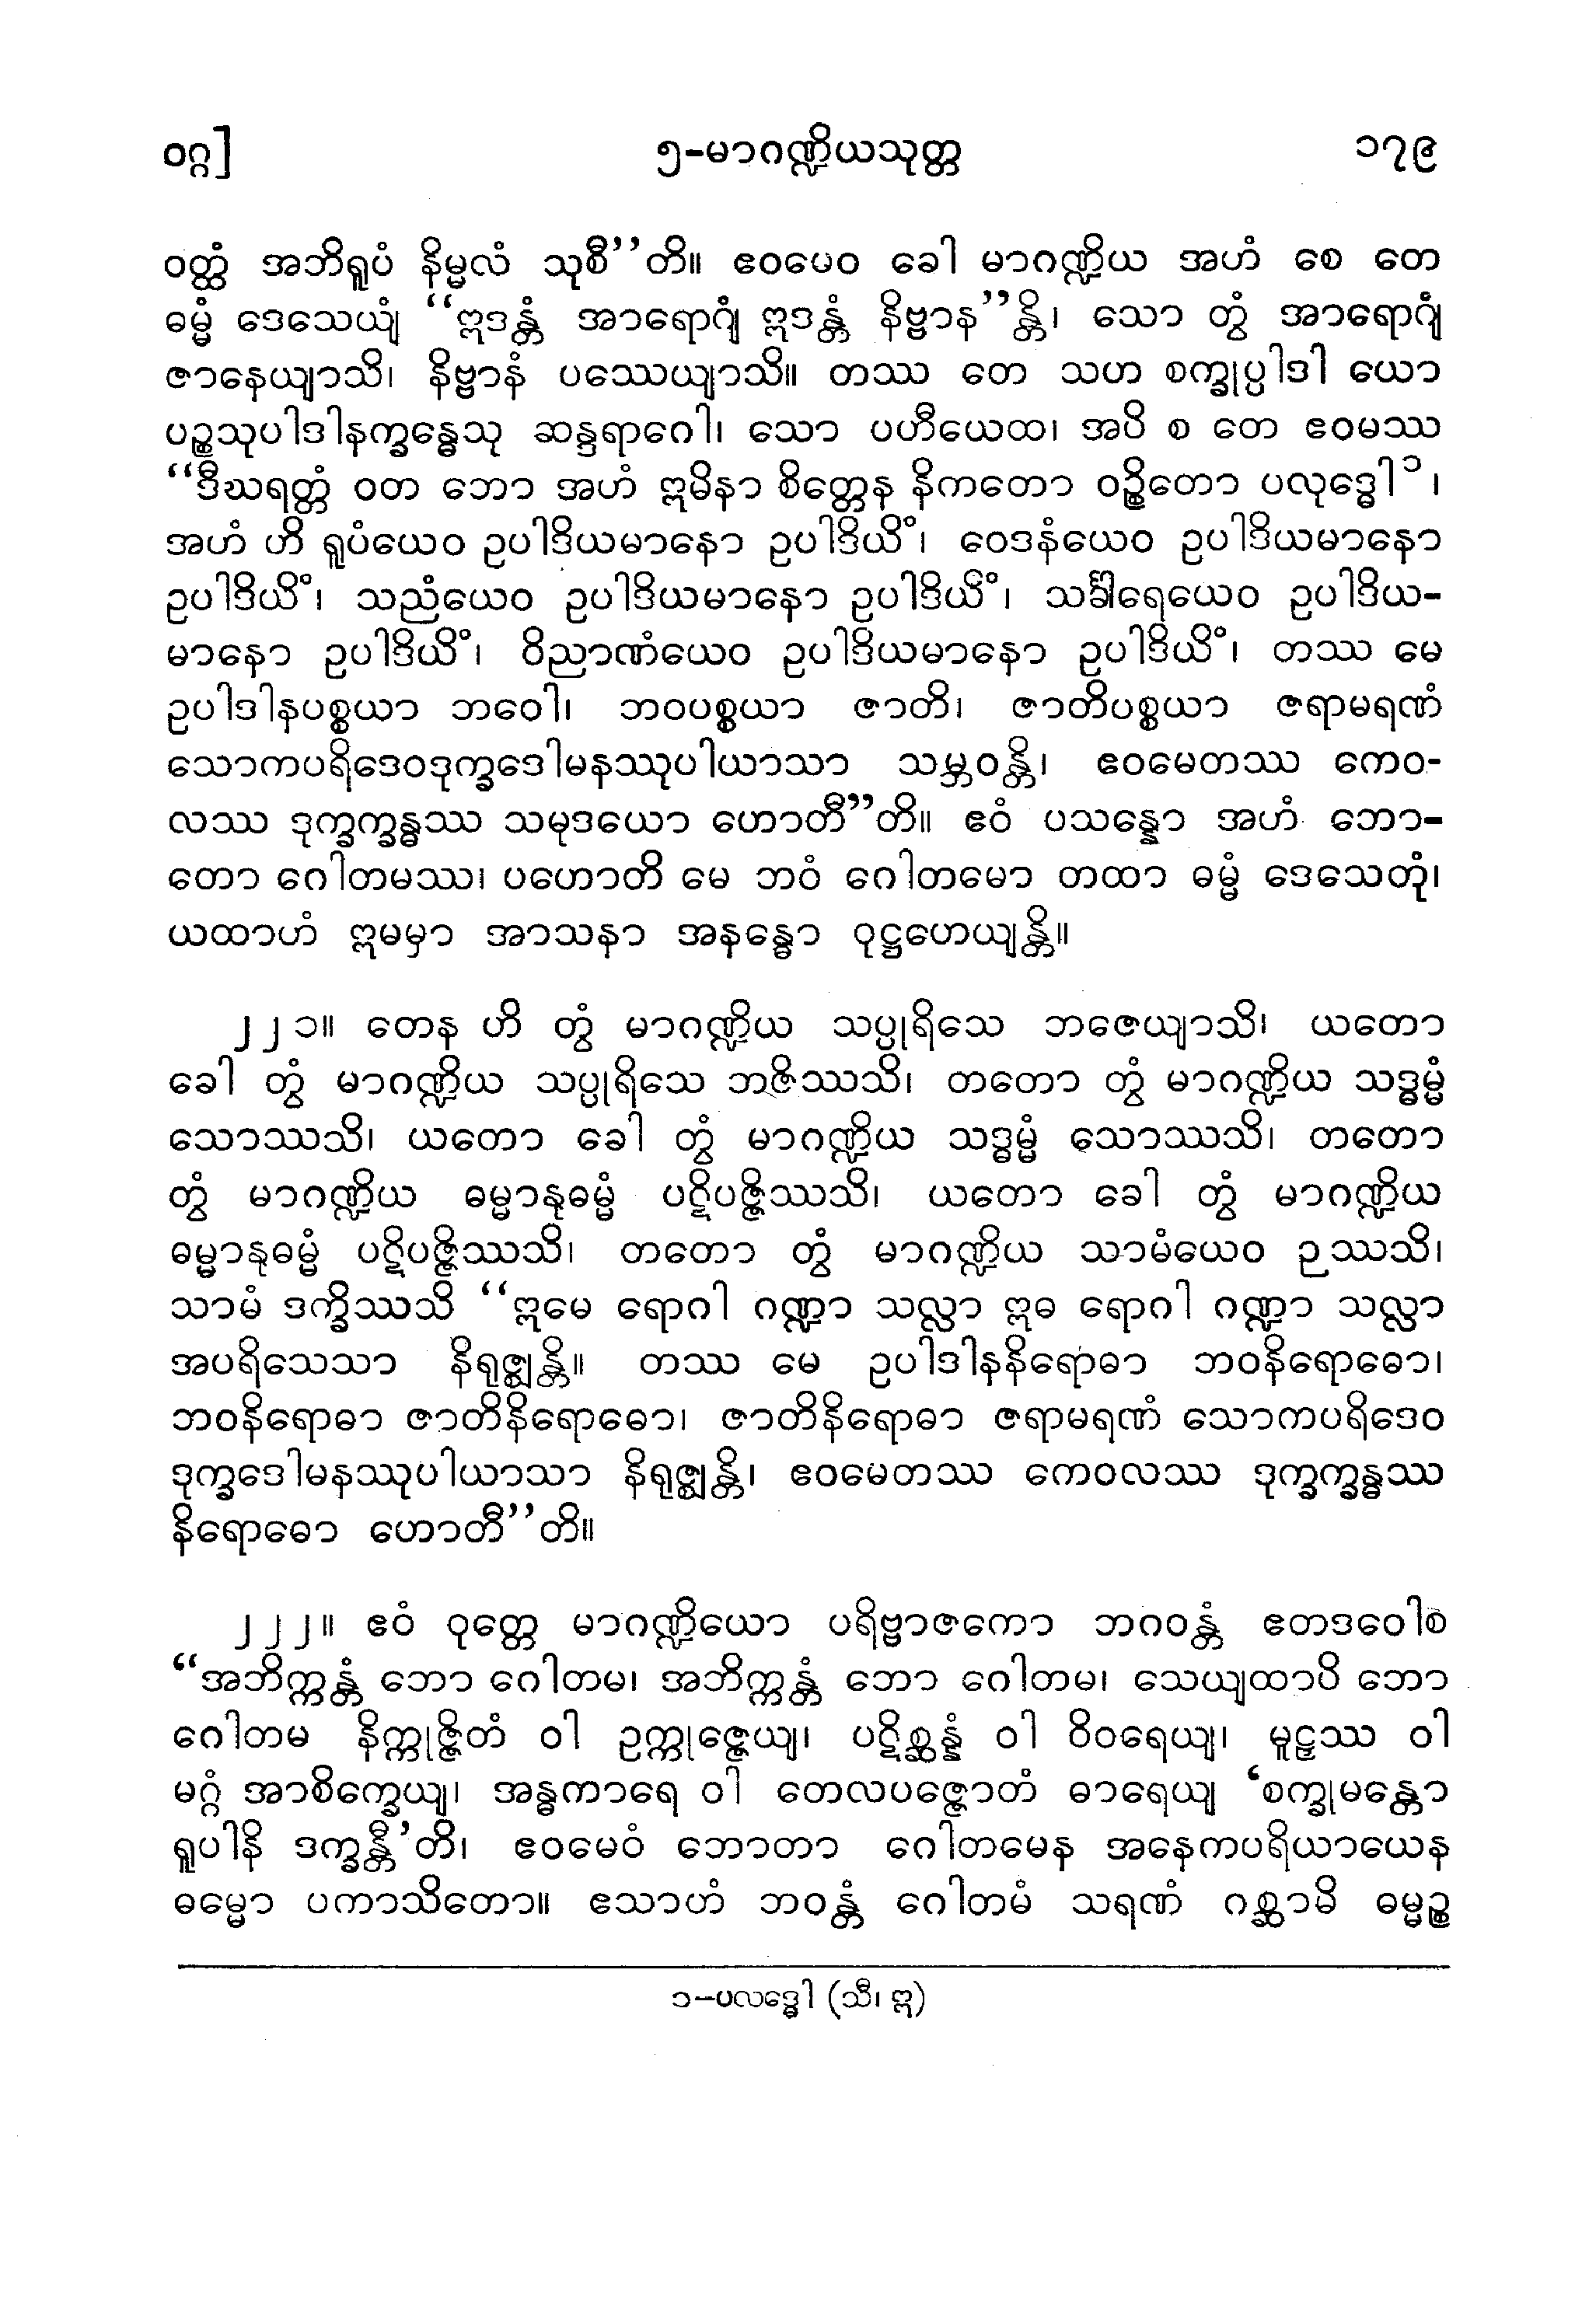 ဝဂ္ဂ]
၅-မာဂဏ္ဍိယသုတ္တ
၁၇၉
ဝတ္ထံ အဘိရူပံ နိမ္မလံ သုစီ’’တိ။ ဧဝမေဝ ခေါ မာဂဏ္ဍိယ အဟံ စေ တေ
ဓမ္မံ ဒေသေယျံ ‘‘ဣဒန္တံ အာရောဂျံ ဣဒန္တံ နိဗ္ဗာန’’န္တိ၊ သော တွံ အာရောဂျံ
ဇာနေယျာသိ၊ နိဗ္ဗာနံ ပဿေယျာသိ။ တဿ တေ သဟ စက္ခုပ္ပါဒါ ယော
ပဉ္စသုပါဒါနက္ခန္ဓေသု ဆန္ဒရာဂေါ၊ သော ပဟီယေထ၊ အပိ စ တေ ဧဝမဿ
‘‘ဒီဃရတ္တံ ဝတ ဘော အဟံ ဣမိနာ စိတ္တေန နိကတော ဝဉ္စိတော ပလုဒ္ဓေါ၁၊
အဟံ ဟိ ရူပံယေဝ ဥပါဒိယမာနော ဥပါဒိယိံ၊ ဝေဒနံယေဝ ဥပါဒိယမာနော
ဥပါဒိယိံ၊ သညံယေဝ ဥပါဒိယမာနော ဥပါဒိယိံ၊ သင်္ခါရေယေဝ ဥပါဒိယ-
မာနော ဥပါဒိယိံ၊ ဝိညာဏံယေဝ ဥပါဒိယမာနော ဥပါဒိယိံ၊ တဿ မေ
ဥပါဒါနပစ္စယာ ဘဝေါ၊ ဘဝပစ္စယာ ဇာတိ၊ ဇာတိပစ္စယာ ဇရာမရဏံ
သောကပရိဒေဝဒုက္ခဒေါမနဿုပါယာသာ သမ္ဘဝန္တိ၊ ဧဝမေတဿ ကေဝ-
လဿ ဒုက္ခက္ခန္ဓဿ သမုဒယော ဟောတီ’’တိ။ ဧဝံ ပသန္နော အဟံ ဘော-
တော ဂေါတမဿ၊ ပဟောတိ မေ ဘဝံ ဂေါတမော တထာ ဓမ္မံ ဒေသေတုံ၊
ယထာဟံ ဣမမှာ အာသနာ အနန္ဓော ဝုဋ္ဌဟေယျန္တိ။
၂၂၁။ တေန ဟိ တွံ မာဂဏ္ဍိယ သပ္ပုရိသေ ဘဇေယျာသိ၊ ယတော
ခေါ တွံ မာဂဏ္ဍိယ သပ္ပုရိသေ ဘဇိဿသိ၊ တတော တွံ မာဂဏ္ဍိယ သဒ္ဓမ္မံ
သောဿသိ၊ ယတော ခေါ တွံ မာဂဏ္ဍိယ သဒ္ဓမ္မံ သောဿသိ၊ တတော
တွံ မာဂဏ္ဍိယ ဓမ္မာနုဓမ္မံ ပဋိပဇ္ဇိဿသိ၊ ယတော ခေါ တွံ မာဂဏ္ဍိယ
ဓမ္မာနုဓမ္မံ ပဋိပဇ္ဇိဿသိ၊ တတော တွံ မာဂဏ္ဍိယ သာမံယေဝ ဉဿသိ၊
သာမံ ဒက္ခိဿသိ ‘‘ဣမေ ရောဂါ ဂဏ္ဍာ သလ္လာ ဣဓ ရောဂါ ဂဏ္ဍာ သလ္လာ
အပရိသေသာ နိရုဇ္ဈန္တိ။ တဿ မေ ဥပါဒါနနိရောဓာ ဘဝနိရောဓော၊
ဘဝနိရောဓာ ဇာတိနိရောဓော၊ ဇာတိနိရောဓာ ဇရာမရဏံ သောကပရိဒေဝ
ဒုက္ခဒေါမနဿုပါယာသာ နိရုဇ္ဈန္တိ၊ ဧဝမေတဿ ကေဝလဿ ဒုက္ခက္ခန္ဓဿ
နိရောဓော ဟောတီ’’တိ။
၂၂၂။ ဧဝံ ဝုတ္တေ မာဂဏ္ဍိယော ပရိဗ္ဗာဇကော ဘဂဝန္တံ ဧတဒဝေါစ
‘‘အဘိက္ကန္တံ ဘော ဂေါတမ၊ အဘိက္ကန္တံ ဘော ဂေါတမ၊ သေယျထာပိ ဘော
ဂေါတမ နိက္ကုဇ္ဇိတံ ဝါ ဥက္ကုဇ္ဇေယျ၊ ပဋိစ္ဆန္နံ ဝါ ဝိဝရေယျ၊ မူဠှဿ ဝါ
မဂ္ဂံ အာစိက္ခေယျ၊ အန္ဓကာရေ ဝါ တေလပဇ္ဇောတံ ဓာရေယျ ‘စက္ခုမန္တော
ရူပါနိ ဒက္ခန္တီ’တိ၊ ဧဝမေဝံ ဘောတာ ဂေါတမေန အနေကပရိယာယေန
ဓမ္မော ပကာသိတော။ ဧသာဟံ ဘဝန္တံ ဂေါတမံ သရဏံ ဂစ္ဆာမိ ဓမ္မဉ္စ
၁-ပလဒ္ဓေါ (သီ၊ ဣ)